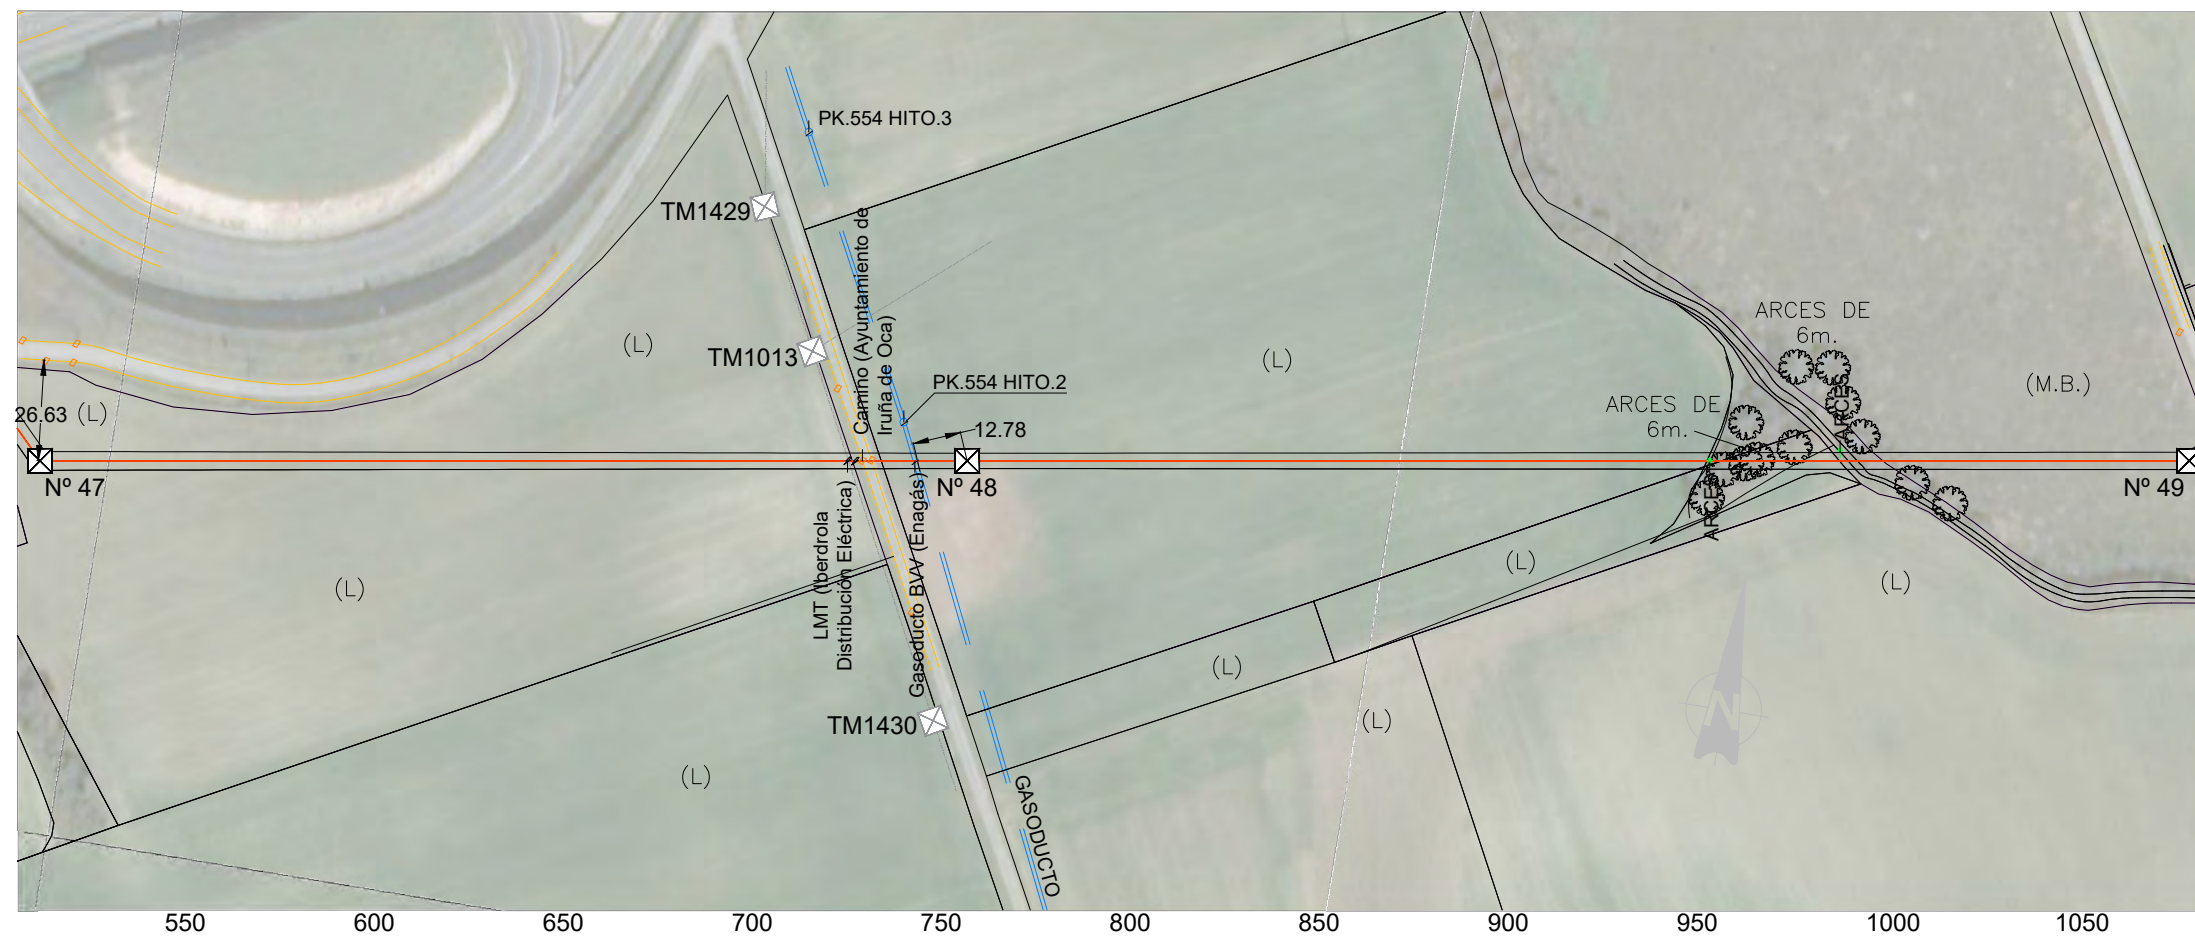 PK.554 HITO.3
TM1429
Camino (Ayuntamiento de
Iruña de Oca)
ARCES DE
6m.
(L)
TM1013
(L)
PK.554 HITO.2
(M.B.)
26.63
(L)
12.78
ARCES DE
6m.
ARCES
Nº 47
Nº 48
Nº 49
ARCES
LMT (Iberdrola
Distribución Eléctrica)
Gasoducto BVV (Enagás)
(L)
(L)
(L)
(L)
TM1430
(L)
(L)
N
GASODUCTO
550 600 650 700 750 800 850 900 950 1000 1050